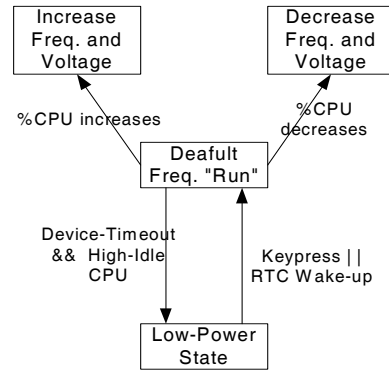 Increase
Freq. and
Voltage
Decrease
Freq. and
Voltage
%CPU increases
%CPU
decreases
Deafult
Freq. "Run"
Device-Timeout
&& High-Idle
CPU
Keypress ||
RTC Wake-up
Low-Power
State